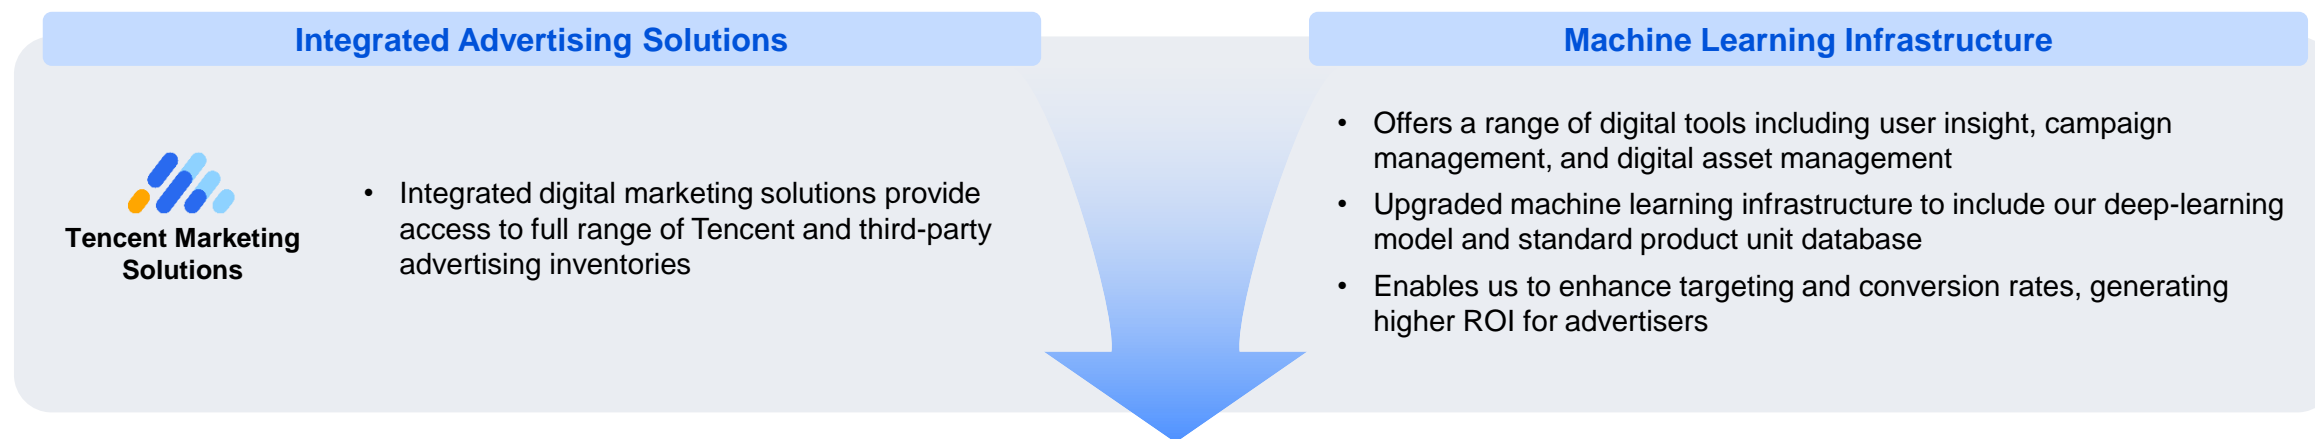 Integrated Advertising Solutions
Tencent Marketing
Solutions
• Integrated digital marketing solutions provide
access to full range of Tencent and third-party
advertising inventories
Machine Learning Infrastructure
• Offers a range of digital tools including user insight, campaign
management, and digital asset management
• Upgraded machine learning infrastructure to include our deep-learning
model and standard product unit database
• Enables us to enhance targeting and conversion rates, generating
higher ROI for advertisers